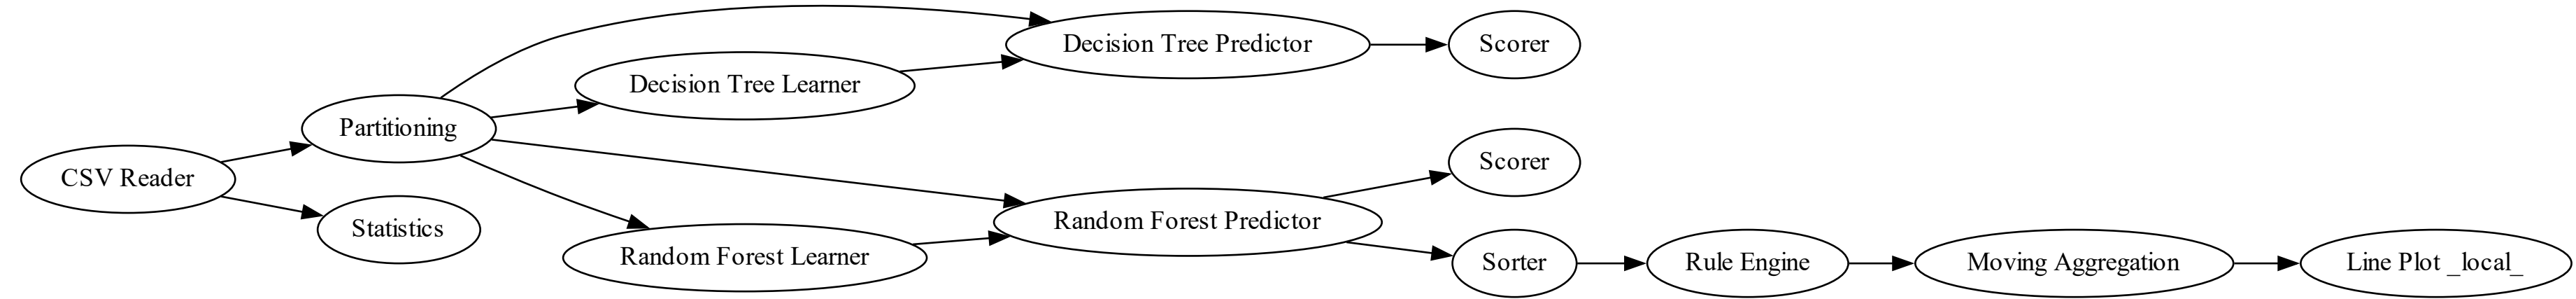 CSV Reader
Partitioning
Statistics
Decision Tree Learner
Random Forest Learner
Decision Tree Predictor
Random Forest Predictor
Scorer
Scorer
Sorter
Rule Engine
Moving Aggregation
Line Plot _local_